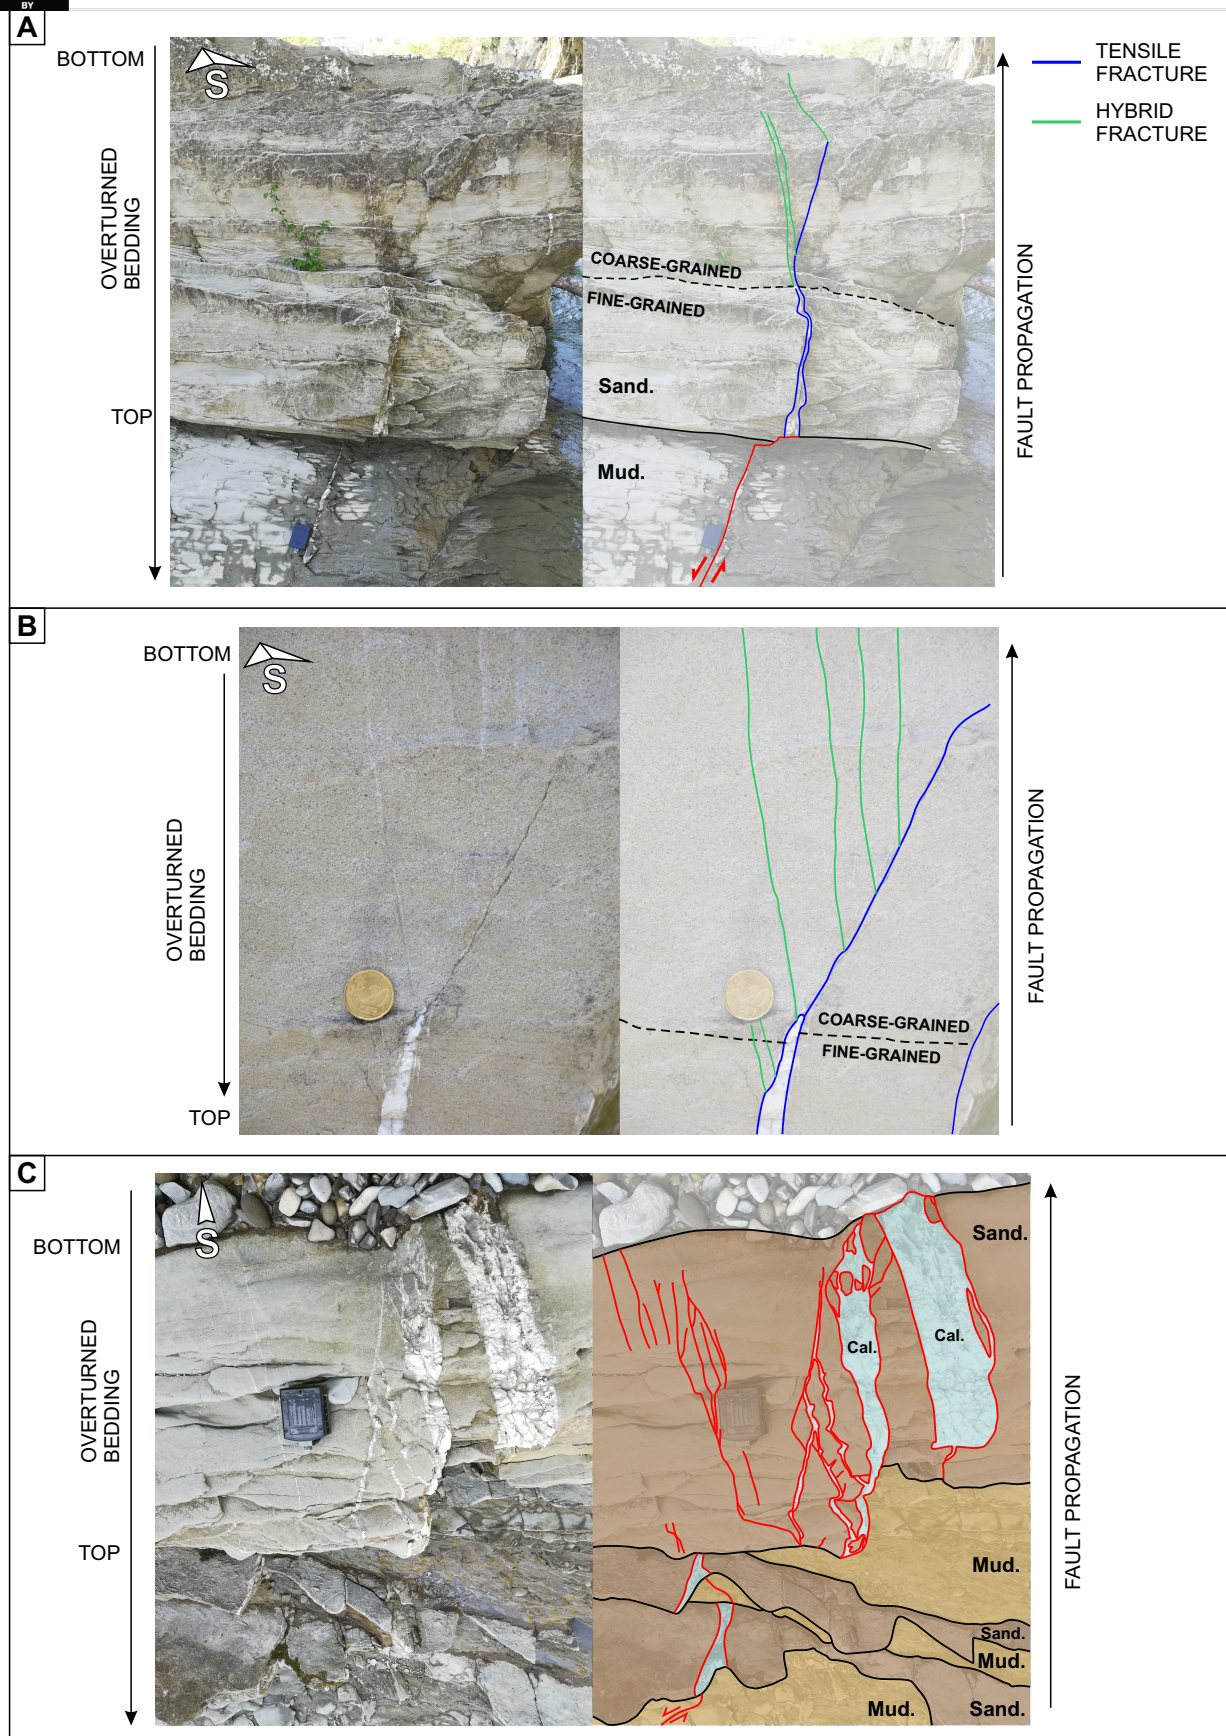 BY
A
BOTTOM
S
TENSILE
FRACTURE
HYBRID
FRACTURE
OVERTURNED
BEDDING
COARSE-GRAINED
FINE-GRAINED
FAULT PROPAGATION
Sand.
TOP
Mud.
B
BOTTOM
S
OVERTURNED
BEDDING
FAULT PROPAGATION
COARSE-GRAINED
FINE-GRAINED
TOP
C
S
BOTTOM
Sand.
Cal.
Cal.
OVERTURNED
BEDDING
FAULT PROPAGATION
TOP
Mud.
Sand.
Mud.
Mud.
Sand.